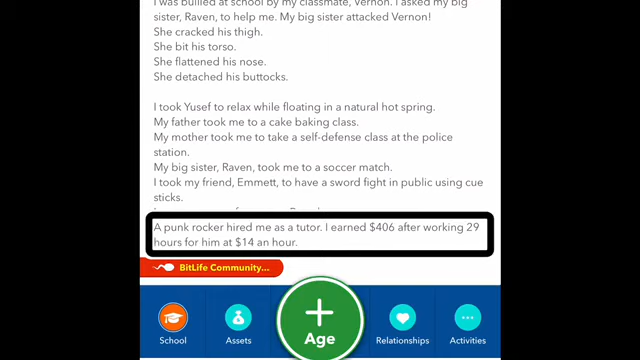 I was bullied at school by my classmate, Vernon. I asked my big
sister, Raven, to help me. My big sister attacked Vernon!
She cracked his thigh.
She bit his torso.
She flattened his nose.
She detached his buttocks.
I took Yusef to relax while floating in a natural hot spring.
My father took me to a cake baking class.
My mother took me to take a self-defense class at the police
station.
My big sister, Raven, took me to a soccer match.
I took my friend, Emmett, to have a sword fight in public using cue
sticks.
A punk rocker hired me as a tutor. I earned $406 after working 29
hours for him at $14 an hour.
BitLife Community...
School
Assets
+
Age
Relationships
Activities